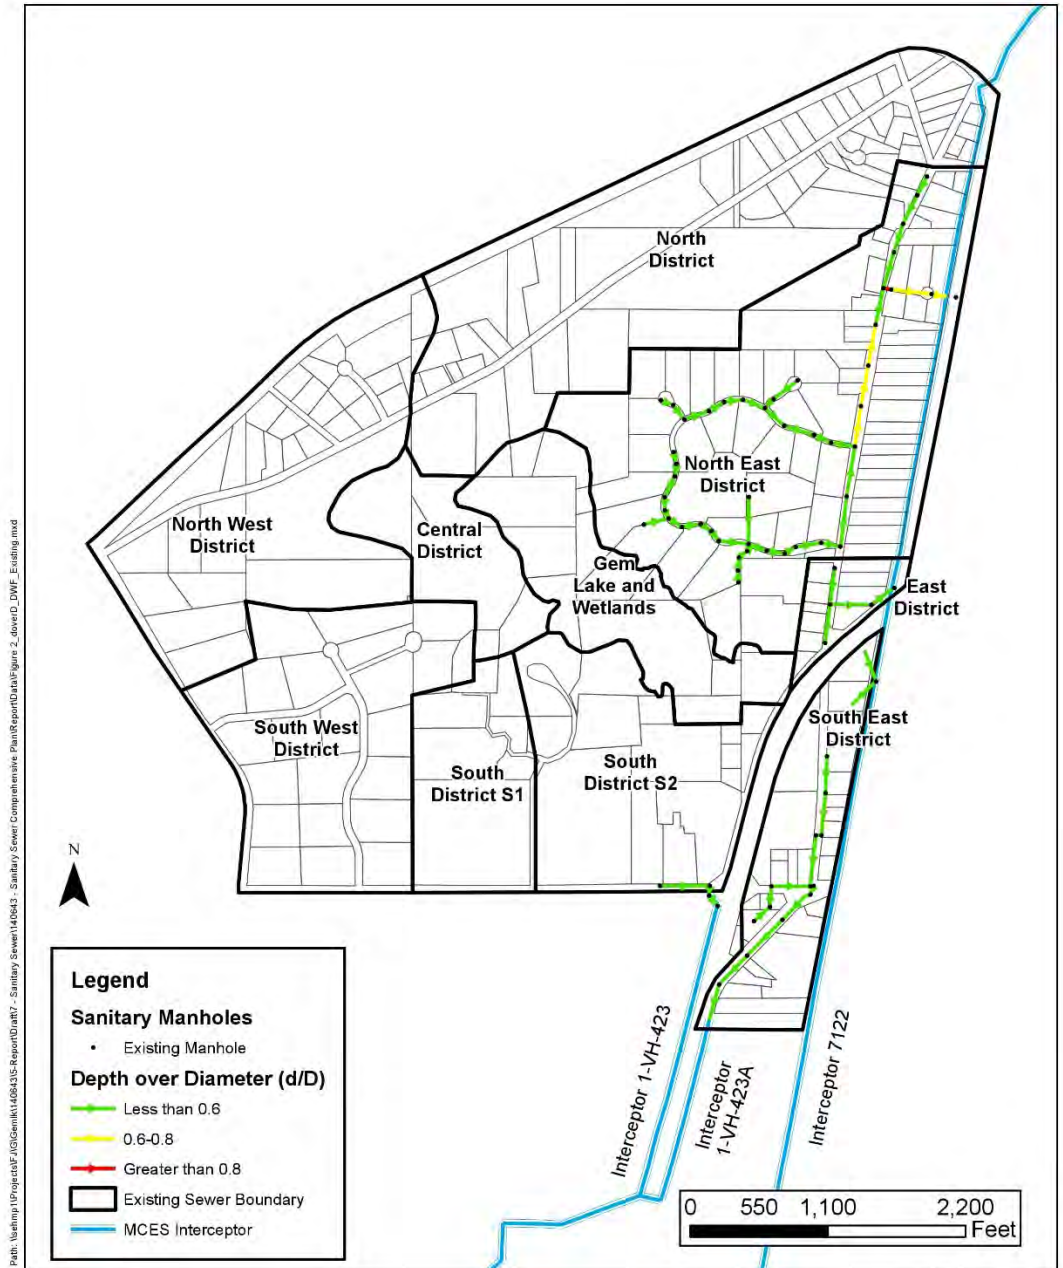 North
District
North East
District
North West
District
Central
District
Gem
Lake and
Wetlands
East
District
South East
District
South West
District
South
District S1
South
District S2
N
Legend
Sanitary Manholes
Existing Manhole
Depth over Diameter (d/D)
Less than 0.6
0.6-0.8
Greater than 0.8
Existing Sewer Boundary
MCES Interceptor
Interceptor 1-VH-423
Interceptor
1-VH-423A
Interceptor 7122
0 550 1,100 2,200
Feet